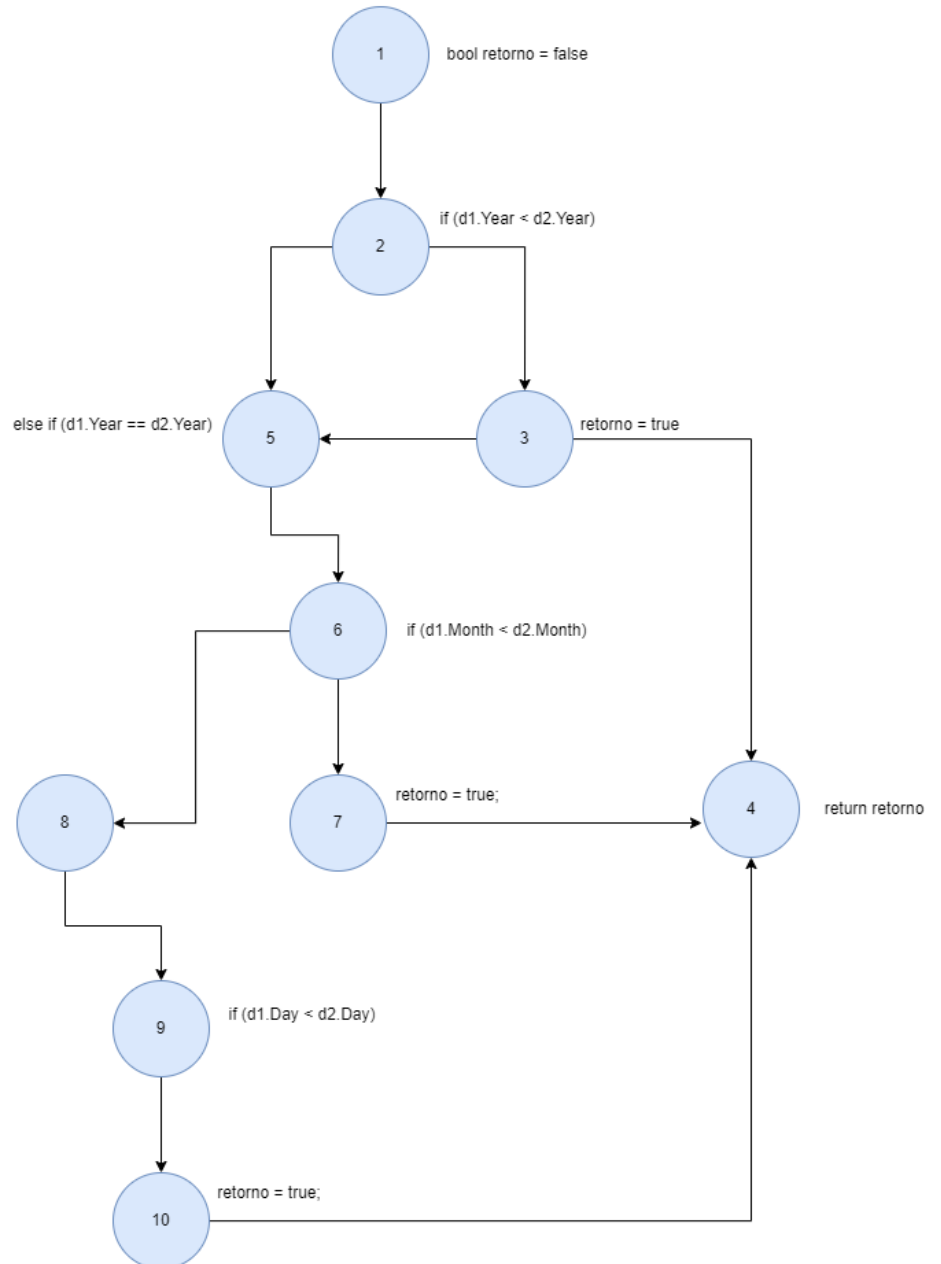 1
bool retorno = false
if (d1.Year < d2.Year)
2
else if (d1.Year == d2.Year)
5
3
retorno = true
6
if (d1.Month < d2.Month)
retorno = true;
8
7
4
return retorno
9
if (d1.Day < d2.Day)
retorno = true;
10